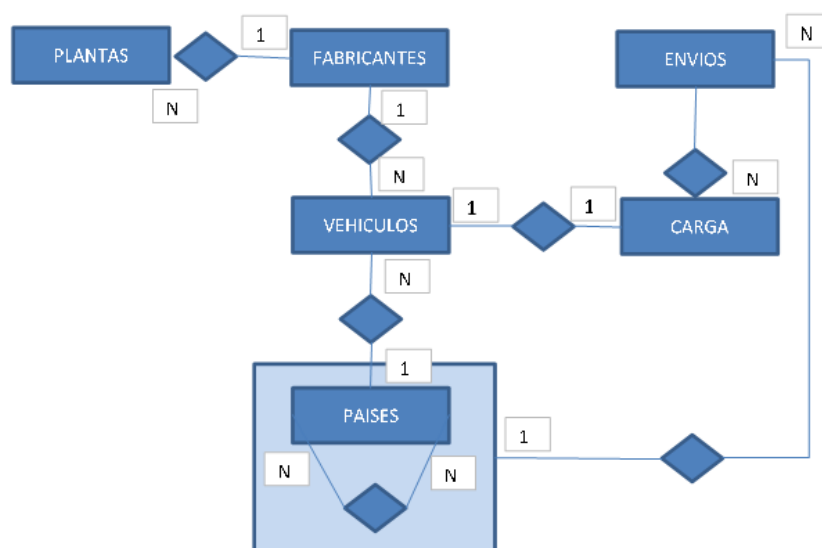 1
N
PLANTAS
FABRICANTES
ENVIOS
N
1
N
N
VEHICULOS
1
1
CARGA
N
1
PAISES
1
N
N